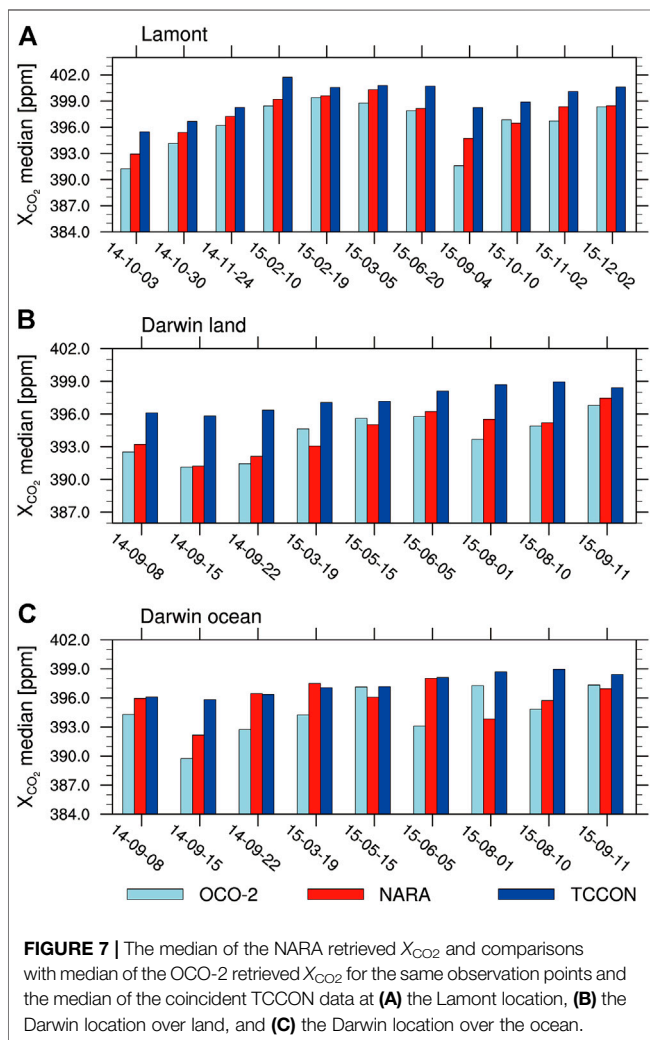 A Lamont
X_CO2 median [ppm]
402.0
399.0
396.0
393.0
390.0
387.0
384.0
14-10-03 14-10-30 14-11-24 15-02-10 15-02-19 15-03-05 15-06-20 15-09-04 15-10-10 15-11-02 15-12-02
B Darwin land
X_CO2 median [ppm]
402.0
399.0
396.0
393.0
390.0
387.0
14-09-08 14-09-15 14-09-22 15-03-19 15-05-15 15-06-05 15-08-01 15-08-10 15-09-11
C Darwin ocean
X_CO2 median [ppm]
402.0
399.0
396.0
393.0
390.0
387.0
384.0
14-09-08 14-09-15 14-09-22 15-03-19 15-05-15 15-06-05 15-08-01 15-08-10 15-09-11
OCO-2 NARA TCCON
FIGURE 7 | The median of the NARA retrieved X_CO2 and comparisons
with median of the OCO-2 retrieved X_CO2 for the same observation points and
the median of the coincident TCCON data at (A) the Lamont location, (B) the
Darwin location over land, and (C) the Darwin location over the ocean.